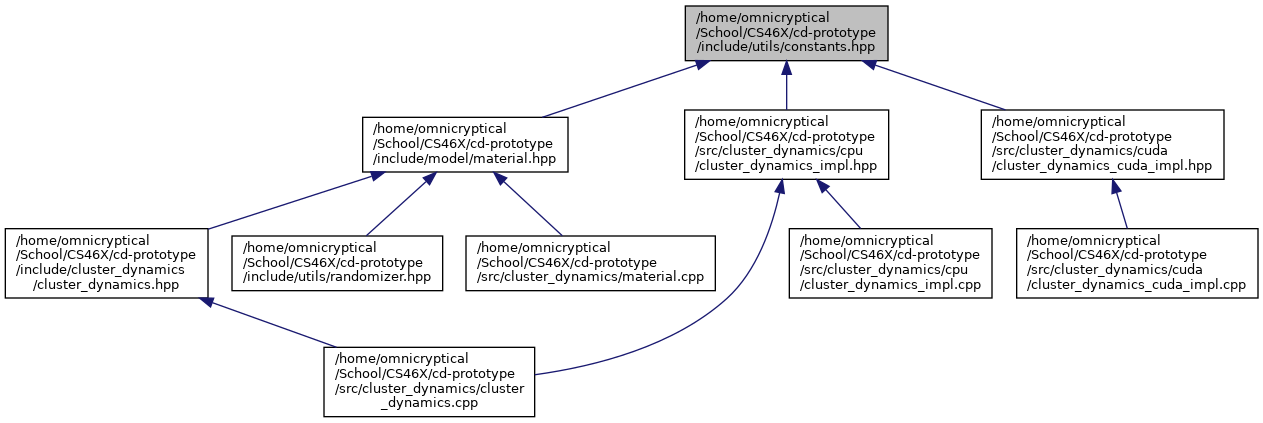 /home/omnicryptical
/School/CS46X/cd-prototype
/include/utils/constants.hpp
/home/omnicryptical
/School/CS46X/cd-prototype
/include/model/material.hpp
/home/omnicryptical
/School/CS46X/cd-prototype
/src/cluster_dynamics/cpu
/cluster_dynamics_impl.hpp
/home/omnicryptical
/School/CS46X/cd-prototype
/src/cluster_dynamics/cuda
/cluster_dynamics_cuda_impl.hpp
/home/omnicryptical
/School/CS46X/cd-prototype
/include/cluster_dynamics
/cluster_dynamics.hpp
/home/omnicryptical
/School/CS46X/cd-prototype
/include/utils/randomizer.hpp
/home/omnicryptical
/School/CS46X/cd-prototype
/src/cluster_dynamics/material.cpp
/home/omnicryptical
/School/CS46X/cd-prototype
/src/cluster_dynamics/cpu
/cluster_dynamics_impl.cpp
/home/omnicryptical
/School/CS46X/cd-prototype
/src/cluster_dynamics/cuda
/cluster_dynamics_cuda_impl.cpp
/home/omnicryptical
/School/CS46X/cd-prototype
/src/cluster_dynamics/cluster
_dynamics.cpp